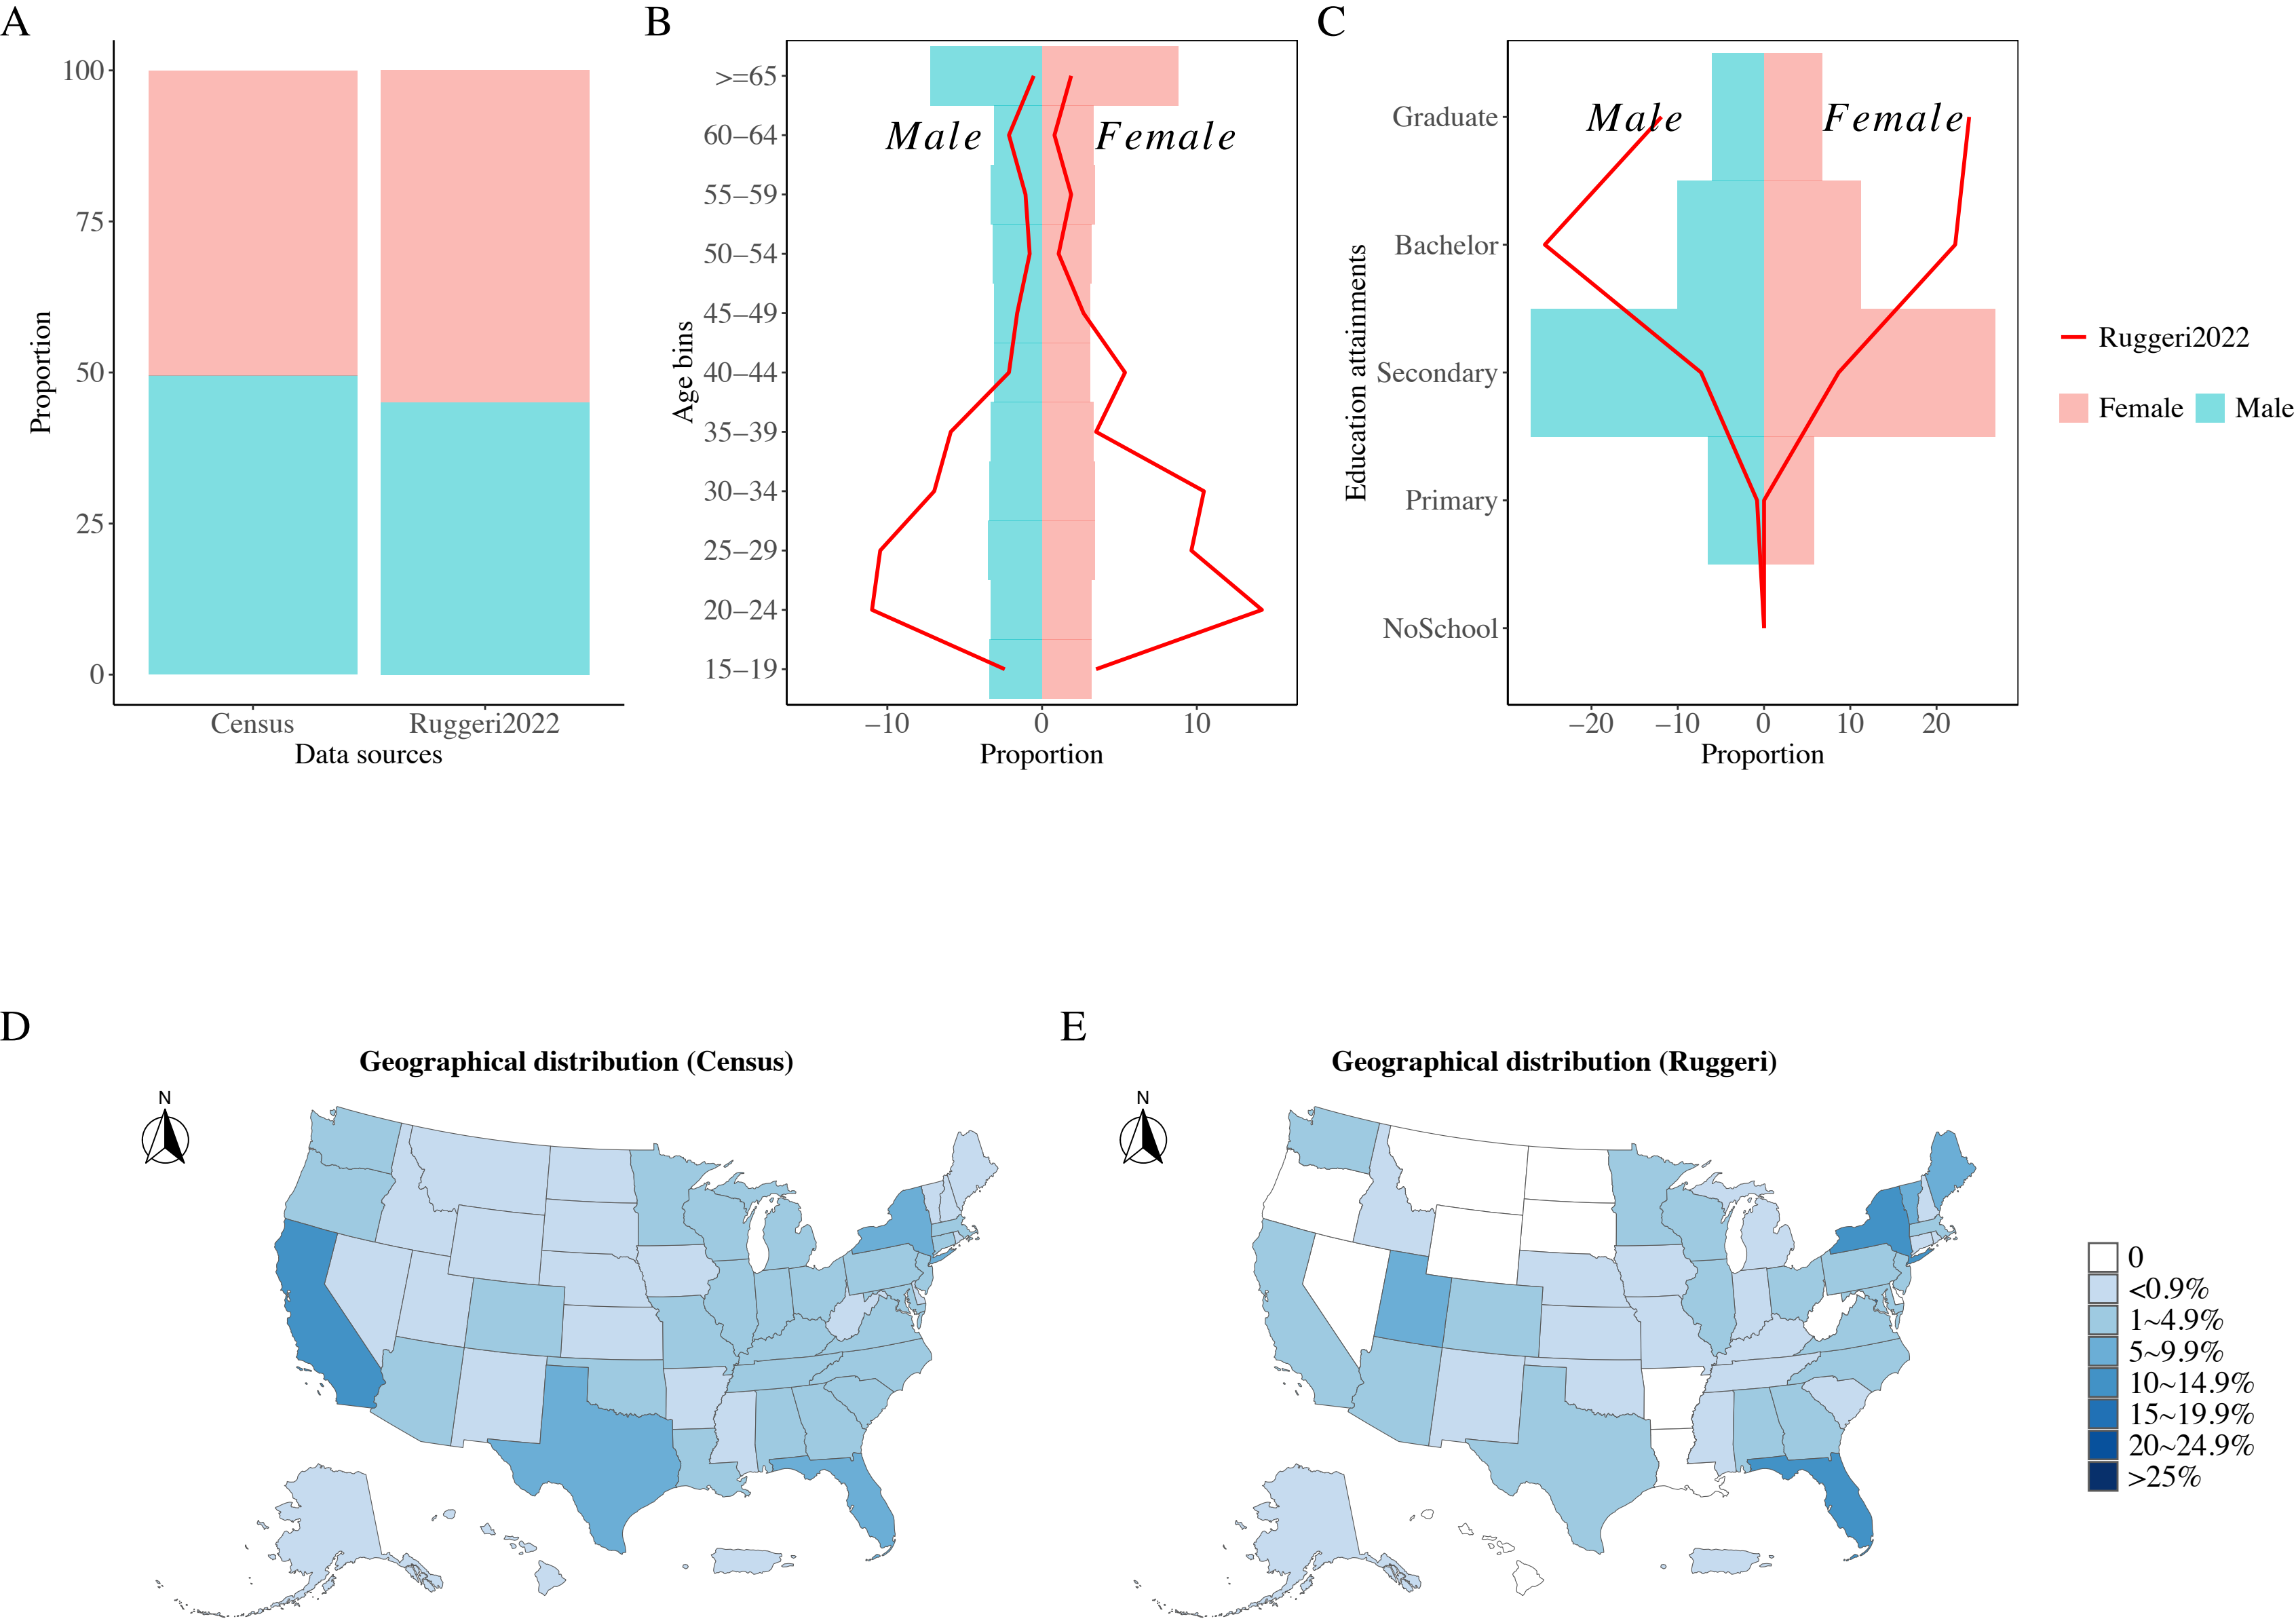 A
Proportion
100
75
50
25
0
Census
Ruggeri2022
Data sources
B
Age bins
>=65
60–64
55–59
50–54
45–49
40–44
35–39
30–34
25–29
20–24
15–19
Male
Female
−10
0
10
Proportion
C
Education attainments
Graduate
Bachelor
Secondary
Primary
NoSchool
Male
Female
−20
−10
0
10
20
Proportion
Ruggeri2022
Female
Male
D
Geographical distribution (Census)
N
E
Geographical distribution (Ruggeri)
N
0
<0.9%
1~4.9%
5~9.9%
10~14.9%
15~19.9%
20~24.9%
>25%